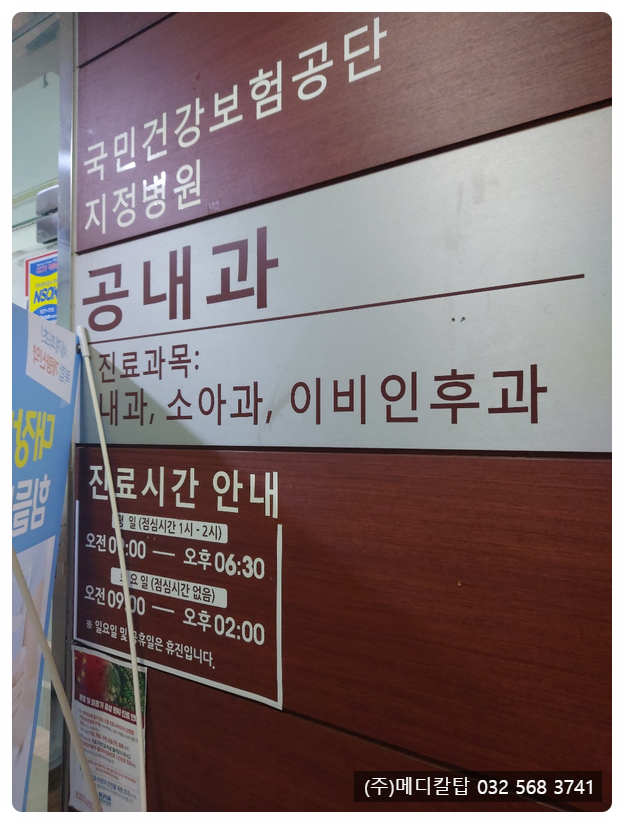 국민건강보험공단
지정병원
공내과
진료과목:
내과, 소아과, 이비인후과
진료시간 안내
평 일 (점심시간 1시 - 2시)
오전 09:00 — 오후 06:30
토 요 일 (점심시간 없음)
오전 09:00 — 오후 02:00
※ 일요일 및 공휴일은 휴진입니다.
(주)메디칼탑 032 568 3741